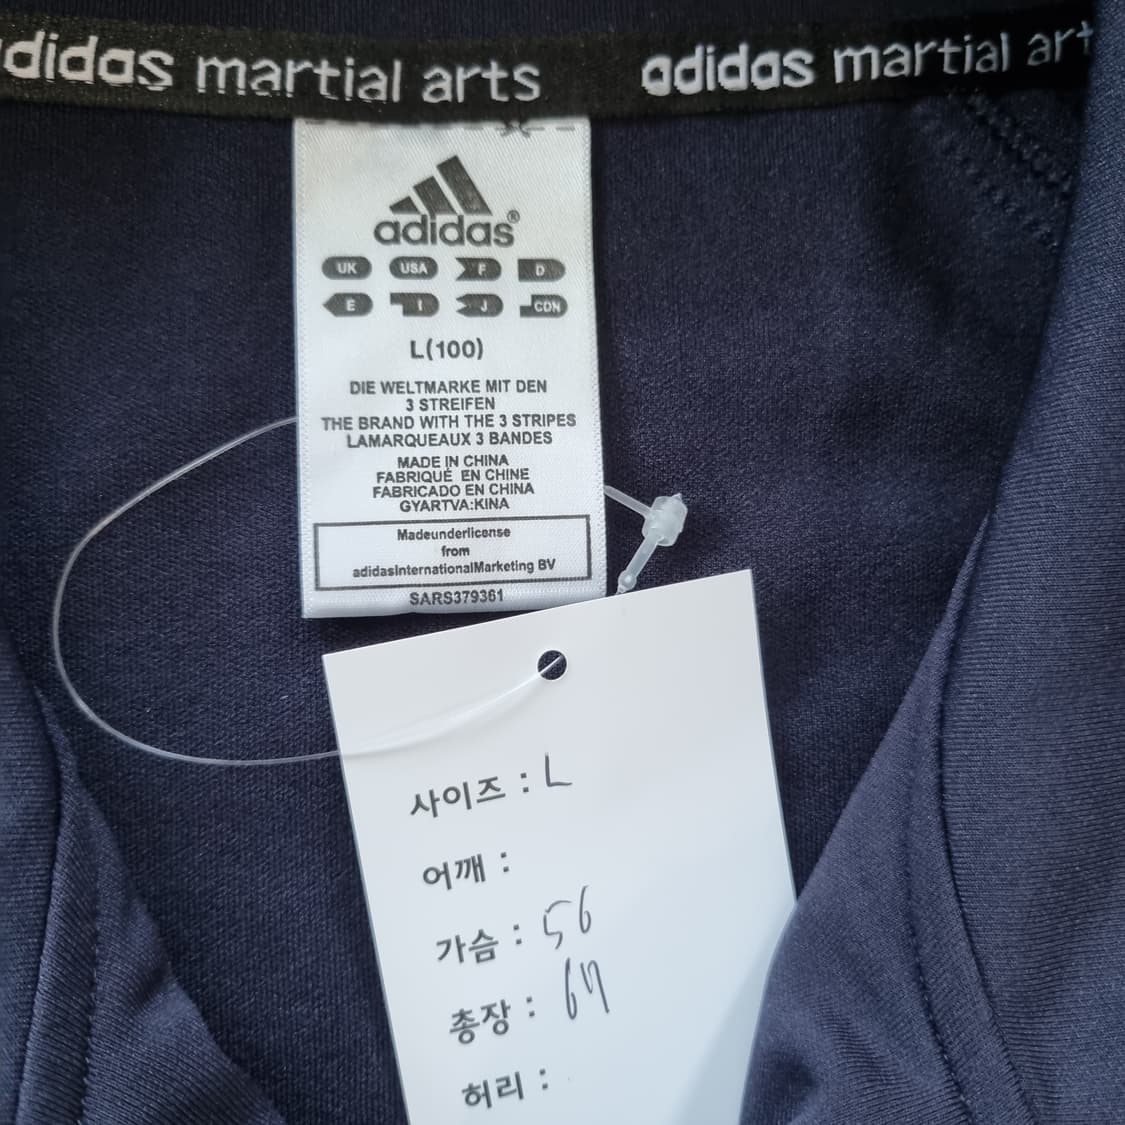 adidas martial arts adidas martial art
adidas®
UK USA F D
E I J CDN
L(100)
DIE WELTMARKE MIT DEN
3 STREIFEN
THE BRAND WITH THE 3 STRIPES
LAMARQUEAUX 3 BANDES
MADE IN CHINA
FABRIQUÉ EN CHINE
FABRICADO EN CHINA
GYARTVA:KINA
Madeunderlicense
from
adidasInternationalMarketing BV
SARS379361
사이즈 : L
어깨 :
가슴 : 56
총장 : 67
허리 :